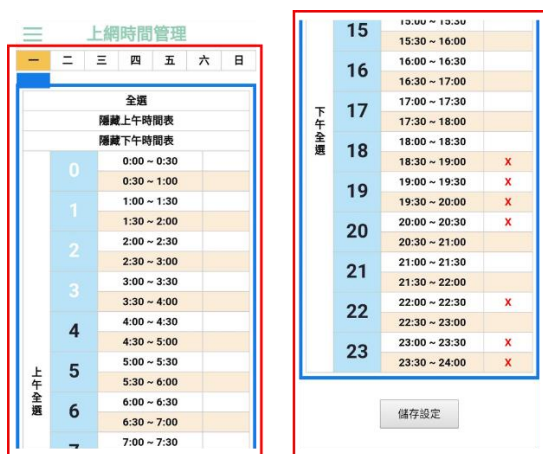 上網時間管理
一 二 三 四 五 六 日
全選
隱藏上午時間表
隱藏下午時間表
上午全選
0
0:00 ~ 0:30
0:30 ~ 1:00
1
1:00 ~ 1:30
1:30 ~ 2:00
2
2:00 ~ 2:30
2:30 ~ 3:00
3
3:00 ~ 3:30
3:30 ~ 4:00
4
4:00 ~ 4:30
4:30 ~ 5:00
5
5:00 ~ 5:30
5:30 ~ 6:00
6
6:00 ~ 6:30
6:30 ~ 7:00
7
7:00 ~ 7:30
下午全選
15
15:00 ~ 15:30
15:30 ~ 16:00
16
16:00 ~ 16:30
16:30 ~ 17:00
17
17:00 ~ 17:30
17:30 ~ 18:00
18
18:00 ~ 18:30
18:30 ~ 19:00 X
19
19:00 ~ 19:30 X
19:30 ~ 20:00 X
20
20:00 ~ 20:30 X
20:30 ~ 21:00
21
21:00 ~ 21:30
21:30 ~ 22:00
22
22:00 ~ 22:30 X
22:30 ~ 23:00
23
23:00 ~ 23:30 X
23:30 ~ 24:00 X
儲存設定